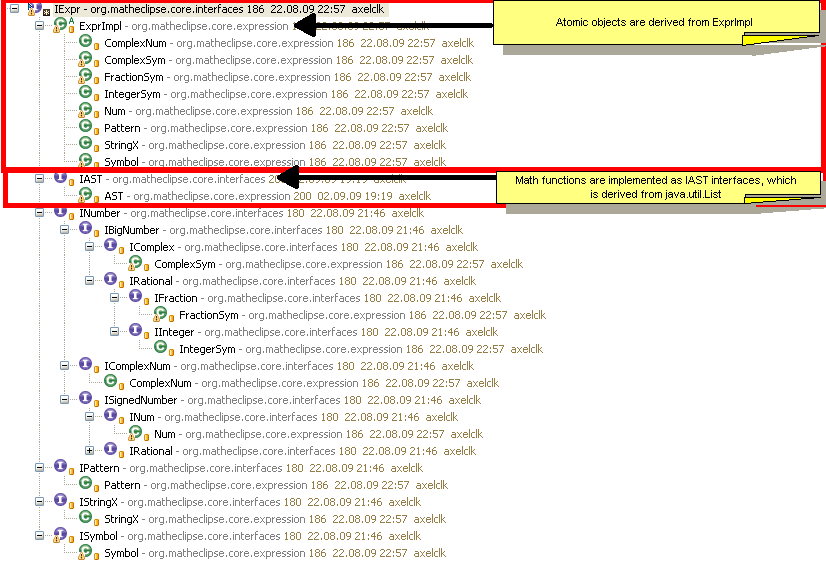 IExpr - org.matheclipse.core.interfaces 186 22.08.09 22:57 axelclk
Atomic objects are derived from ExprImpl
ExprImpl - org.matheclipse.core.expression
ComplexNum - org.matheclipse.core.expression 186 22.08.09 22:57 axelclk
ComplexSym - org.matheclipse.core.expression 186 22.08.09 22:57 axelclk
FractionSym - org.matheclipse.core.expression 186 22.08.09 22:57 axelclk
IntegerSym - org.matheclipse.core.expression 186 22.08.09 22:57 axelclk
Num - org.matheclipse.core.expression 186 22.08.09 22:57 axelclk
Pattern - org.matheclipse.core.expression 186 22.08.09 22:57 axelclk
StringX - org.matheclipse.core.expression 186 22.08.09 22:57 axelclk
Symbol - org.matheclipse.core.expression 186 22.08.09 22:57 axelclk
IAST - org.matheclipse.core.interfaces 200 02.09.09 19:19 axelclk
Math functions are implemented as IAST interfaces, which
is derived from java.util.List
AST - org.matheclipse.core.expression 200 02.09.09 19:19 axelclk
INumber - org.matheclipse.core.interfaces 180 22.08.09 21:46 axelclk
IBigNumber - org.matheclipse.core.interfaces 180 22.08.09 21:46 axelclk
IComplex - org.matheclipse.core.interfaces 180 22.08.09 21:46 axelclk
ComplexSym - org.matheclipse.core.expression 186 22.08.09 22:57 axelclk
IRational - org.matheclipse.core.interfaces 180 22.08.09 21:46 axelclk
IFraction - org.matheclipse.core.interfaces 180 22.08.09 21:46 axelclk
FractionSym - org.matheclipse.core.expression 186 22.08.09 22:57 axelclk
IInteger - org.matheclipse.core.interfaces 180 22.08.09 21:46 axelclk
IntegerSym - org.matheclipse.core.expression 186 22.08.09 22:57 axelclk
IComplexNum - org.matheclipse.core.interfaces 180 22.08.09 21:46 axelclk
ComplexNum - org.matheclipse.core.expression 186 22.08.09 22:57 axelclk
ISignedNumber - org.matheclipse.core.interfaces 180 22.08.09 21:46 axelclk
INum - org.matheclipse.core.interfaces 180 22.08.09 21:46 axelclk
Num - org.matheclipse.core.expression 186 22.08.09 22:57 axelclk
IRational - org.matheclipse.core.interfaces 180 22.08.09 21:46 axelclk
IPattern - org.matheclipse.core.interfaces 180 22.08.09 21:46 axelclk
Pattern - org.matheclipse.core.expression 186 22.08.09 22:57 axelclk
IStringX - org.matheclipse.core.interfaces 180 22.08.09 21:46 axelclk
StringX - org.matheclipse.core.expression 186 22.08.09 22:57 axelclk
ISymbol - org.matheclipse.core.interfaces 180 22.08.09 21:46 axelclk
Symbol - org.matheclipse.core.expression 186 22.08.09 22:57 axelclk